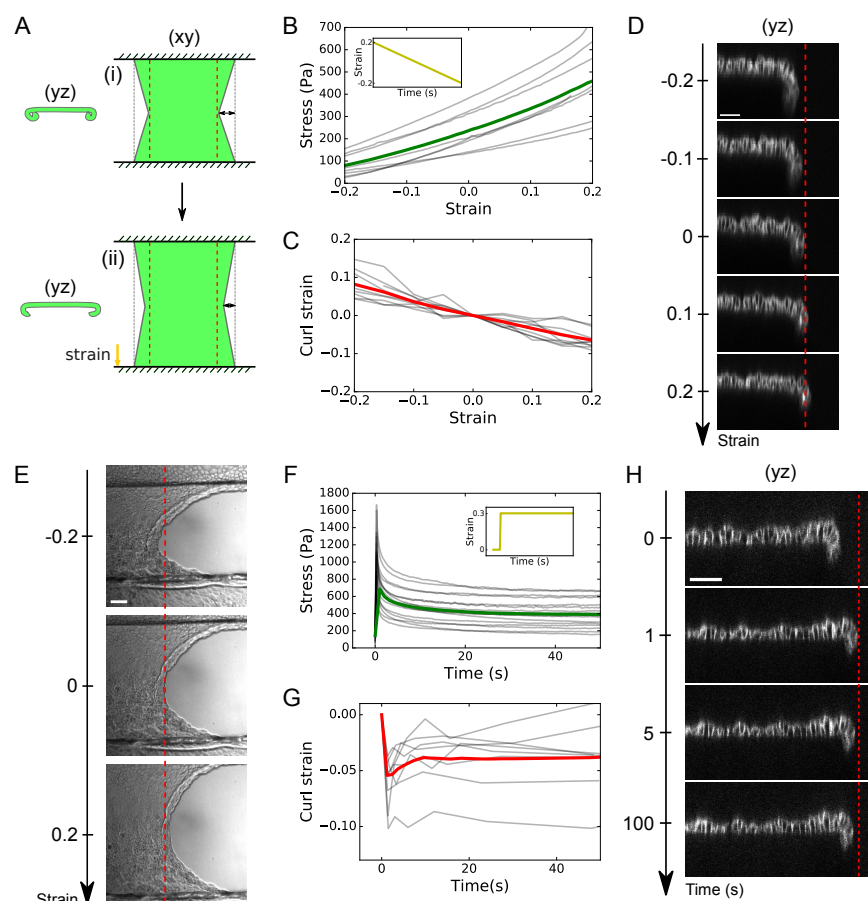 A
(xy)
(i)
(yz)
(ii)
(yz)
strain
B
Stress (Pa)
700
600
500
400
300
200
100
0
−0.2
−0.1
0.0
0.1
0.2
Strain
Strain
0.2
-0.2
Time (s)
C
Curl strain
0.2
0.1
0.0
−0.1
−0.2
−0.2
−0.1
0.0
0.1
0.2
Strain
D
(yz)
-0.2
-0.1
0
0.1
0.2
Strain
E
-0.2
0
0.2
Strain
F
Stress (Pa)
1800
1600
1400
1200
1000
800
600
400
200
0
0
20
40
Time (s)
Strain
0.3
0
Time (s)
G
Curl strain
0.00
−0.05
−0.10
0
20
40
Time(s)
H
(yz)
0
1
5
100
Time (s)